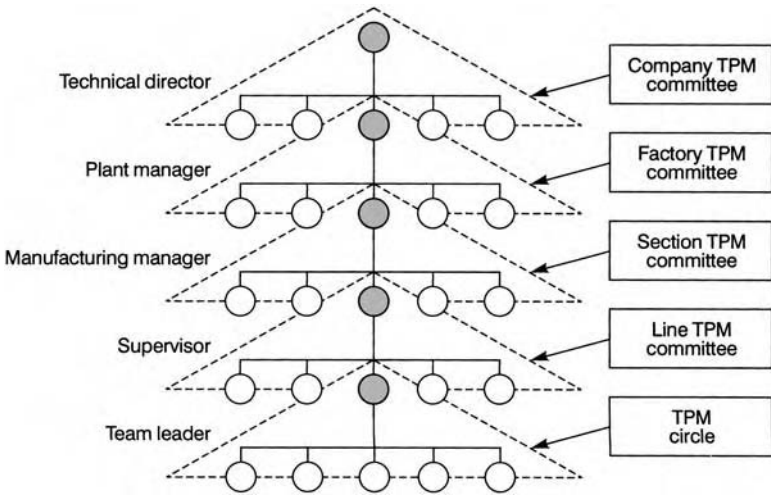 Technical director
Company TPM
committee
Plant manager
Factory TPM
committee
Manufacturing manager
Section TPM
committee
Supervisor
Line TPM
committee
Team leader
TPM
circle